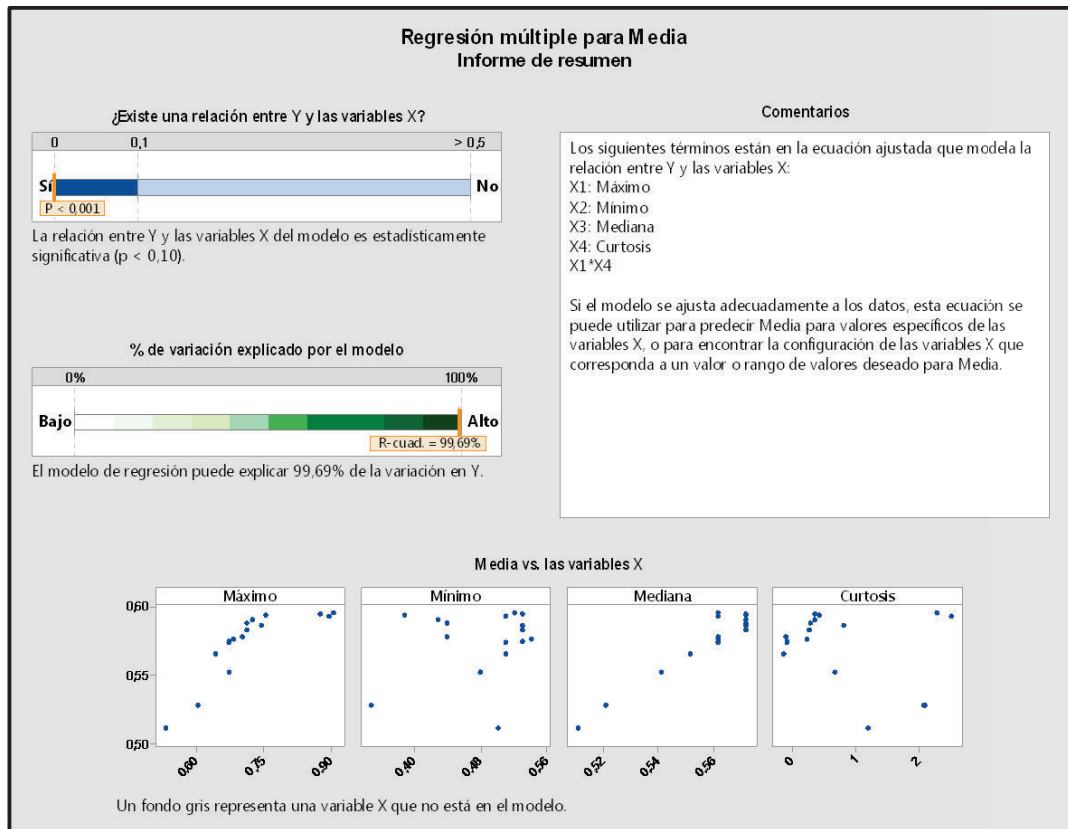 Regresión múltiple para Media
Informe de resumen
¿Existe una relación entre Y y las variables X?
0 0,1 > 0,5
Sí No
P < 0,001
La relación entre Y y las variables X del modelo es estadísticamente
significativa (p < 0,10).
% de variación explicado por el modelo
0% 100%
Bajo Alto
R-cuad. = 99,69%
El modelo de regresión puede explicar 99,69% de la variación en Y.
Comentarios
Los siguientes términos están en la ecuación ajustada que modela la
relación entre Y y las variables X:
X1: Máximo
X2: Mínimo
X3: Mediana
X4: Curtosis
X1*X4
Si el modelo se ajusta adecuadamente a los datos, esta ecuación se
puede utilizar para predecir Media para valores específicos de las
variables X, o para encontrar la configuración de las variables X que
corresponda a un valor o rango de valores deseado para Media.
Media vs. las variables X
Máximo Mínimo Mediana Curtosis
0,60
0,55
0,50
0,60 0,75 0,90 0,40 0,48 0,56 0,52 0,54 0,56 0 1 2
Un fondo gris representa una variable X que no está en el modelo.